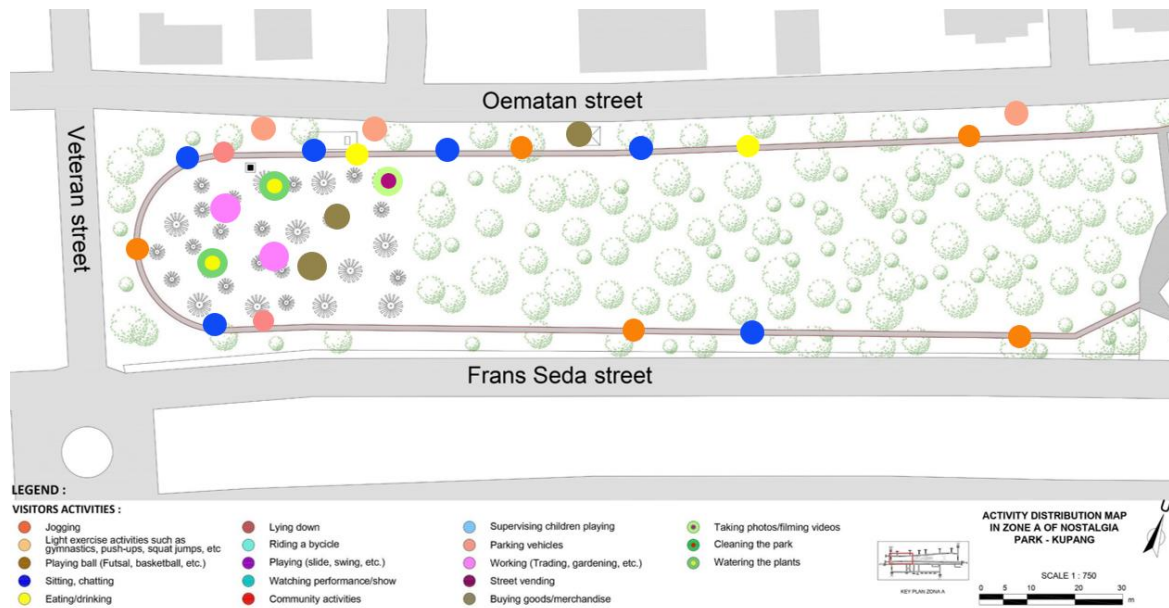 Oematan street
Veteran street
Frans Seda street
LEGEND :
VISITORS ACTIVITIES :
Jogging
Light exercise activities such as
gymnastics, push-ups, squat jumps, etc
Playing ball (Futsal, basketball, etc.)
Sitting, chatting
Eating/drinking
Lying down
Riding a bycicle
Playing (slide, swing, etc.)
Watching performance/show
Community activities
Supervising children playing
Parking vehicles
Working (Trading, gardening, etc.)
Street vending
Buying goods/merchandise
Taking photos/filming videos
Cleaning the park
Watering the plants
KEY PLAN ZONA A
ACTIVITY DISTRIBUTION MAP
IN ZONE A OF NOSTALGIA
PARK - KUPANG
U
SCALE 1 : 750
0 5 10 20 30
m